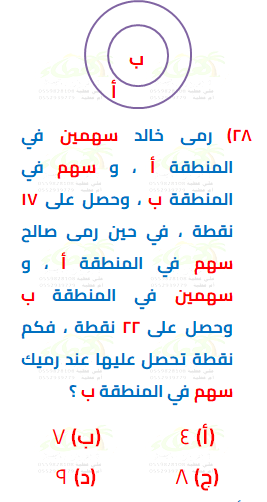 ب
أ
٢٨) رمى خالد سهمين في
المنطقة أ ، و سهم في
المنطقة ب ، وحصل على ١٧
نقطة ، في حين رمى صالح
سهم في المنطقة أ ، و
سهمين في المنطقة ب
وحصل على ٢٢ نقطة ، فكم
نقطة تحصل عليها عند رميك
سهم في المنطقة ب ؟
(أ) ٤ (ب) ٧
(ج) ٨ (د) ٩